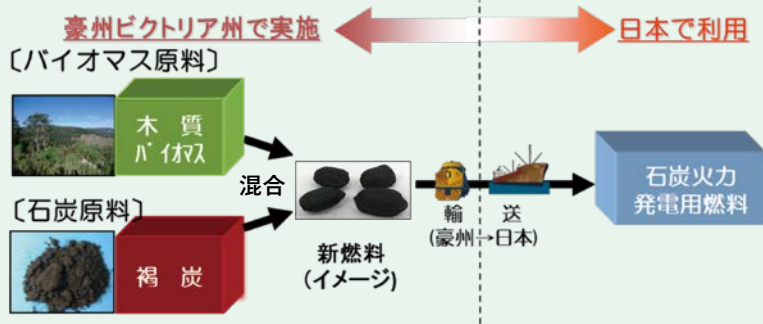 豪州ビクトリア州で実施
日本で利用
〔バイオマス原料〕
木 質
バイオマス
混合
〔石炭原料〕
褐 炭
新燃料
(イメージ)
輸 送
(豪州→日本)
石炭火力
発電用燃料